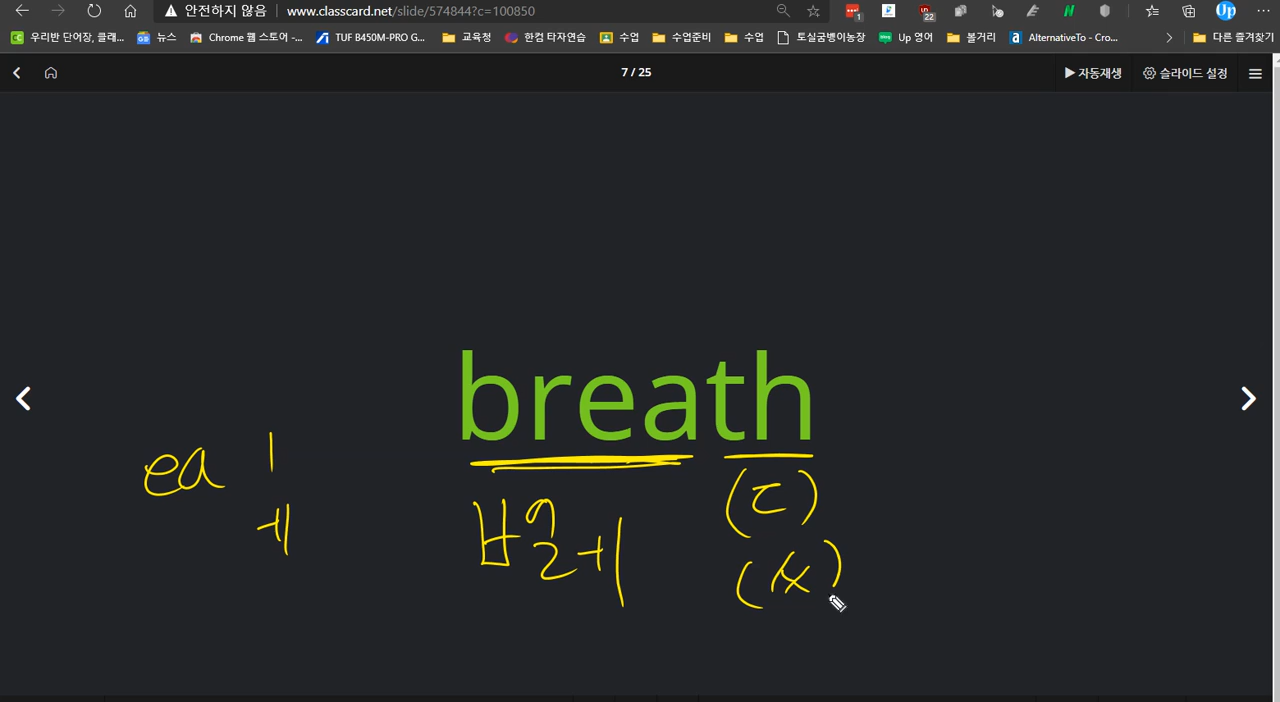 안전하지 않음 www.classcard.net/slide/574844?c=100850
1 22 Up
우리반 단어장, 클래... 뉴스 Chrome 웹 스토어 -... TUF B450M-PRO G... 교육청 한컴 타자연습 수업 수업준비 수업 토실궁뱅이농장 Up 영어 볼거리 AlternativeTo - Cro... 다른 즐겨찾기
7 / 25 자동재생 슬라이드 설정
breath
ea ㅣ
ㅔ
(ㄷ)
(ㅆ)